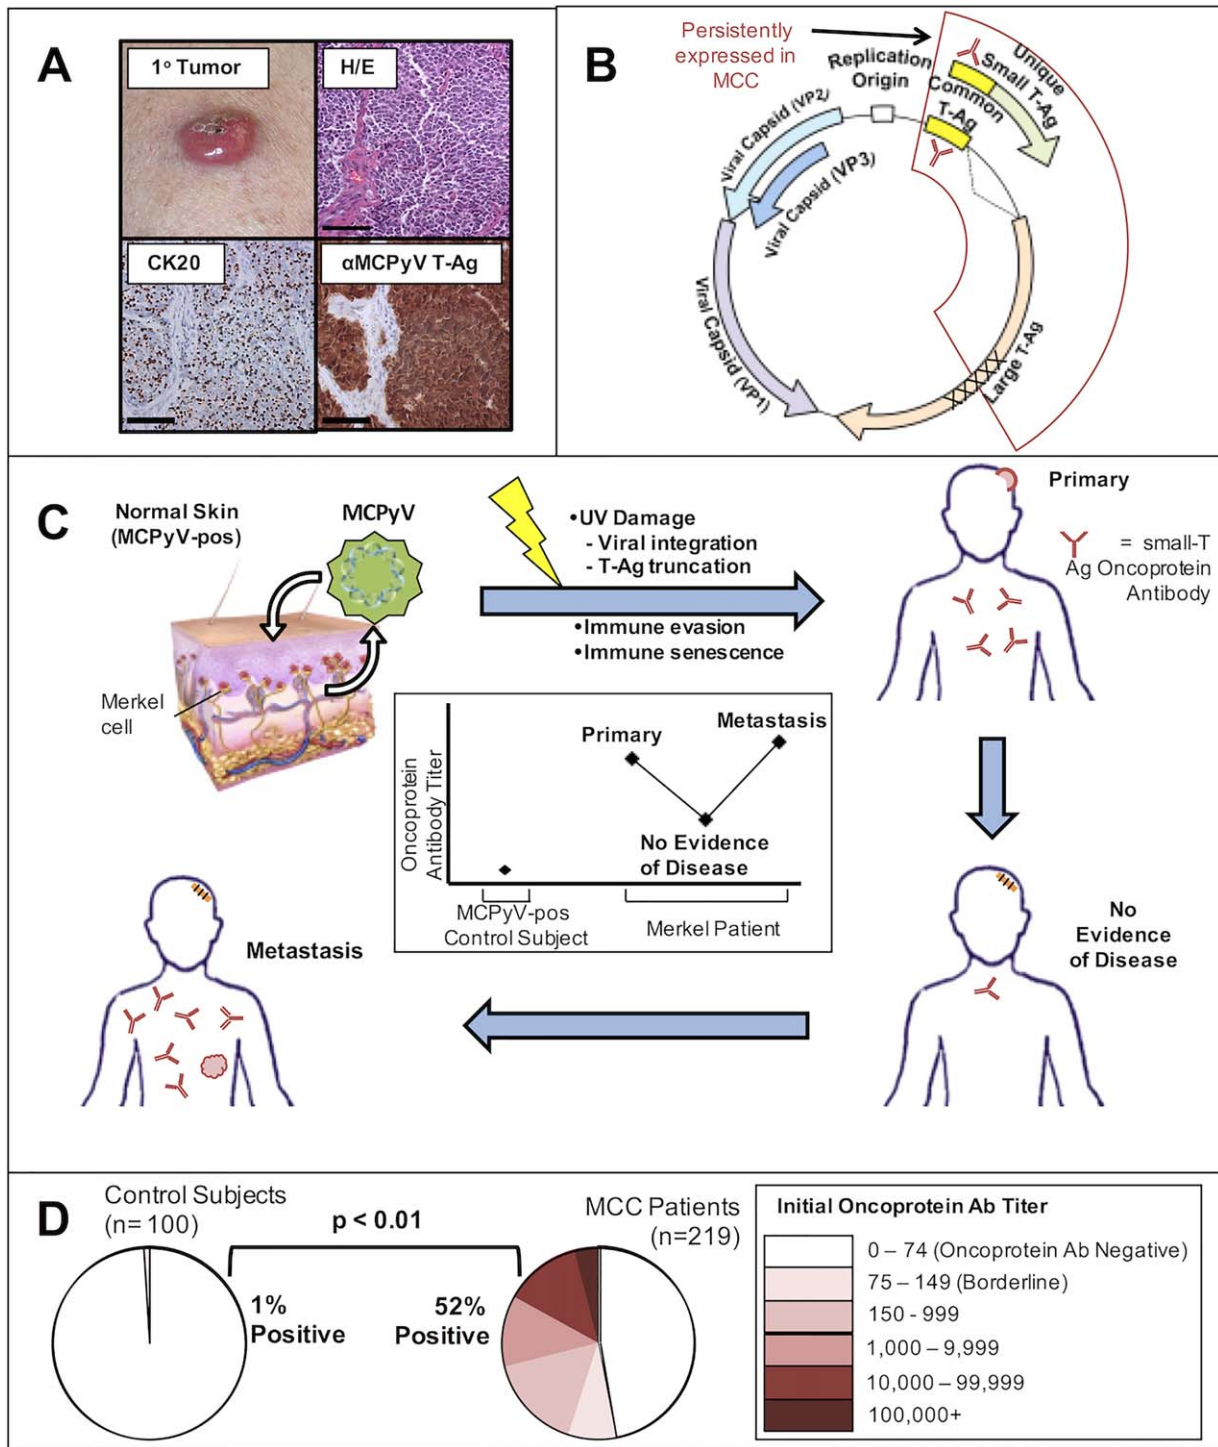 A
1° Tumor
H/E
CK20
αMCPyV T-Ag
B
Persistently
expressed in
MCC
Replication
Origin
Unique
Small T-Ag
Common
T-Ag
Viral Capsid (VP2)
Viral Capsid (VP3)
Viral Capsid (VP1)
Large T-Ag
C
Normal Skin
(MCPyV-pos)
MCPyV
Merkel
cell
•UV Damage
- Viral integration
- T-Ag truncation
•Immune evasion
•Immune senescence
Primary
= small-T
Ag Oncoprotein
Antibody
Oncoprotein
Antibody Titer
Primary
Metastasis
No Evidence
of Disease
MCPyV-pos
Control Subject
Merkel Patient
No
Evidence
of Disease
Metastasis
D
Control Subjects
(n=100)
p < 0.01
1%
Positive
52%
Positive
MCC Patients
(n=219)
Initial Oncoprotein Ab Titer
0 – 74 (Oncoprotein Ab Negative)
75 – 149 (Borderline)
150 - 999
1,000 – 9,999
10,000 – 99,999
100,000+